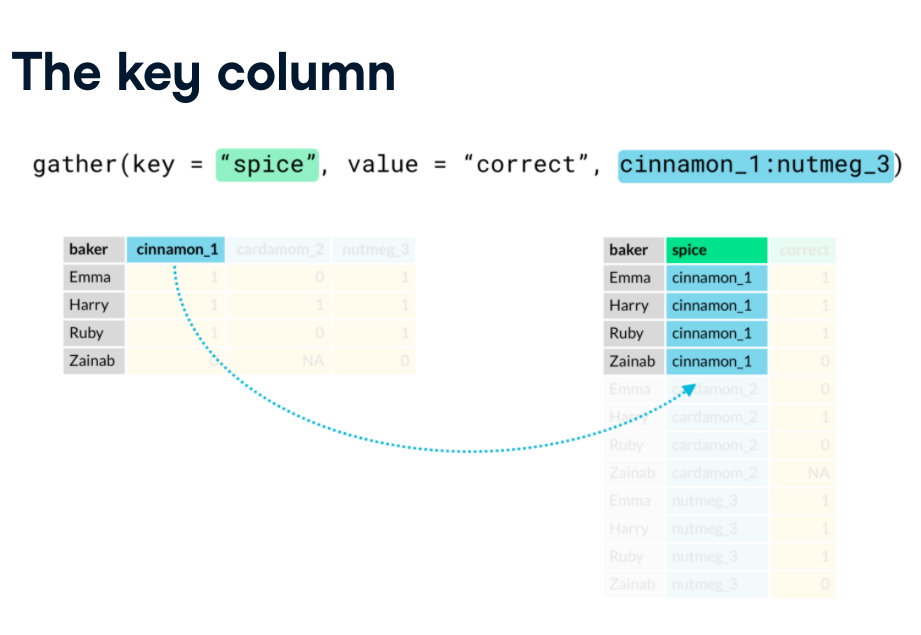 The key column
gather(key = “spice”, value = “correct”, cinnamon_1:nutmeg_3)
baker cinnamon_1 cardamom_2 nutmeg_3
Emma 1 0 1
Harry 1 1 1
Ruby 1 0 1
Zainab 0 NA 0
baker spice correct
Emma cinnamon_1 1
Harry cinnamon_1 1
Ruby cinnamon_1 1
Zainab cinnamon_1 0
Emma cardamom_2 0
Harry cardamom_2 1
Ruby cardamom_2 0
Zainab cardamom_2 NA
Emma nutmeg_3 1
Harry nutmeg_3 1
Ruby nutmeg_3 1
Zainab nutmeg_3 0